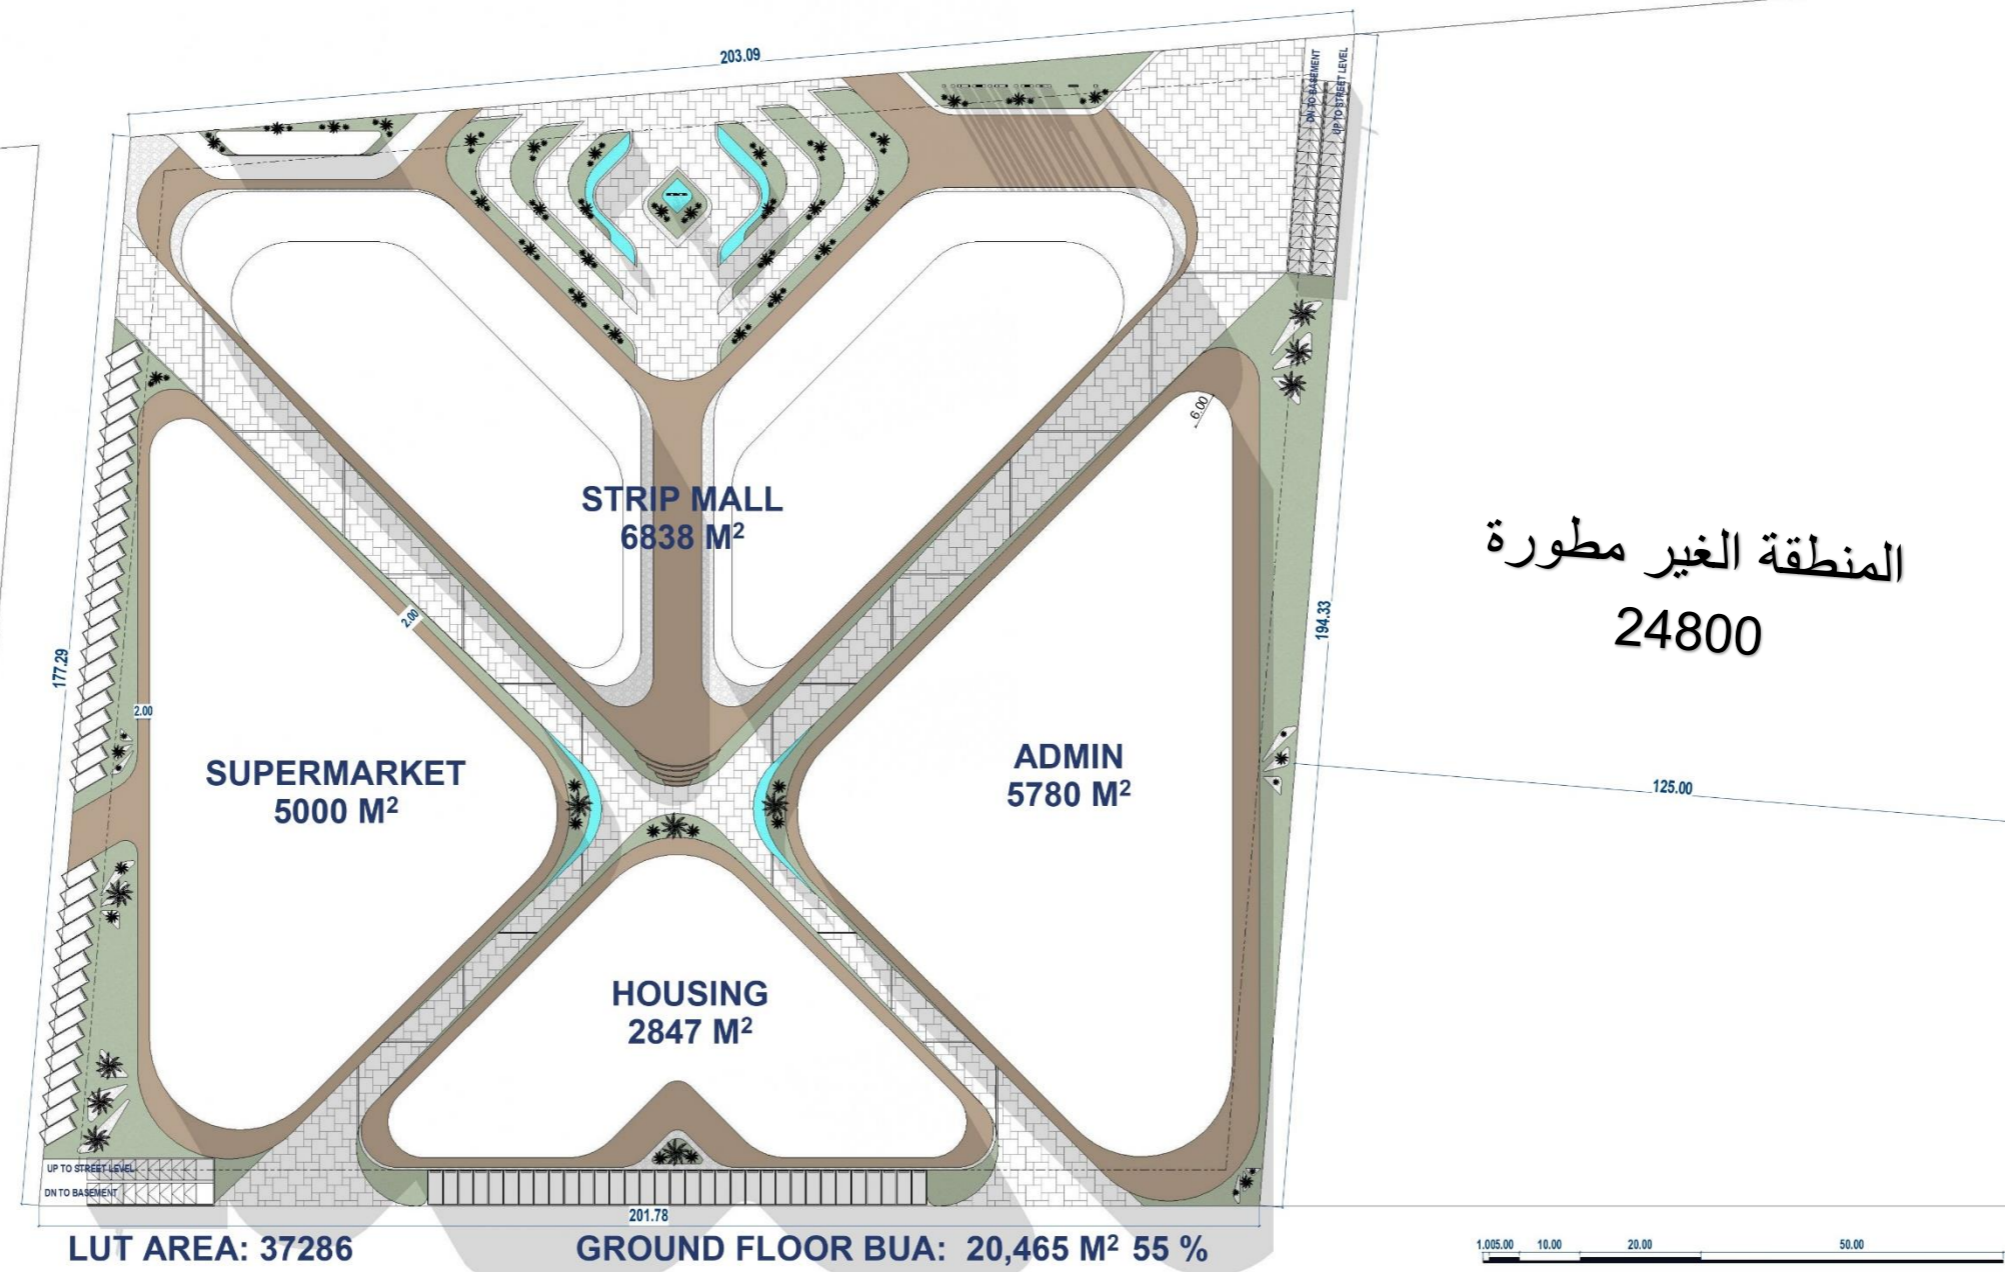 203.09
DN TO BASEMENT
UP TO STREET LEVEL
6.00
STRIP MALL
6838 M²
المنطقة الغير مطورة
24800
2.00
194.33
177.29
2.00
SUPERMARKET
5000 M²
ADMIN
5780 M²
125.00
HOUSING
2847 M²
UP TO STREET LEVEL
DN TO BASEMENT
201.78
LUT AREA: 37286
GROUND FLOOR BUA: 20,465 M² 55 %
1.005.00 10.00 20.00 50.00